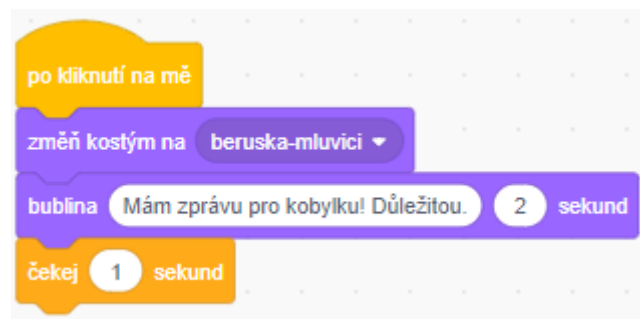 po kliknutí na mě
změň kostým na beruska-mluvici
bublina Mám zprávu pro kobylku! Důležitou. 2 sekund
čekej 1 sekund